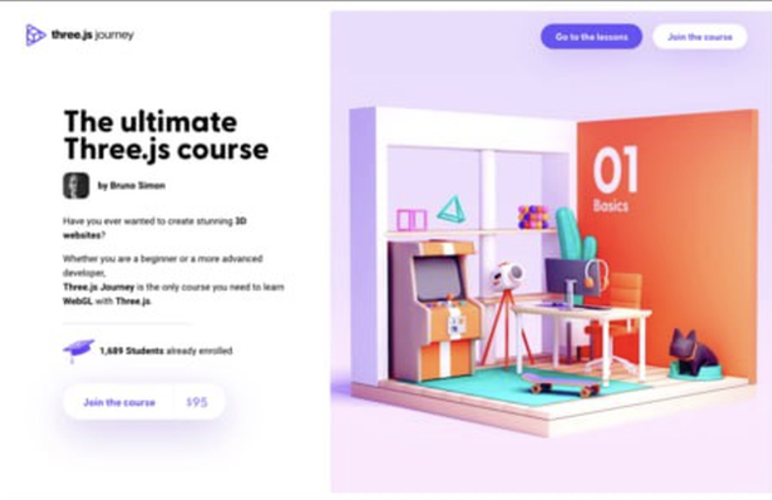 three.js journey
Go to the lessons
Join the course
The ultimate
Three.js course
by Bruno Simon
Have you ever wanted to create stunning 3D
websites?
Whether you are a beginner or a more advanced
developer,
Three.js Journey is the only course you need to learn
WebGL with Three.js.
1,689 Students already enrolled
Join the course $95
01
Basics